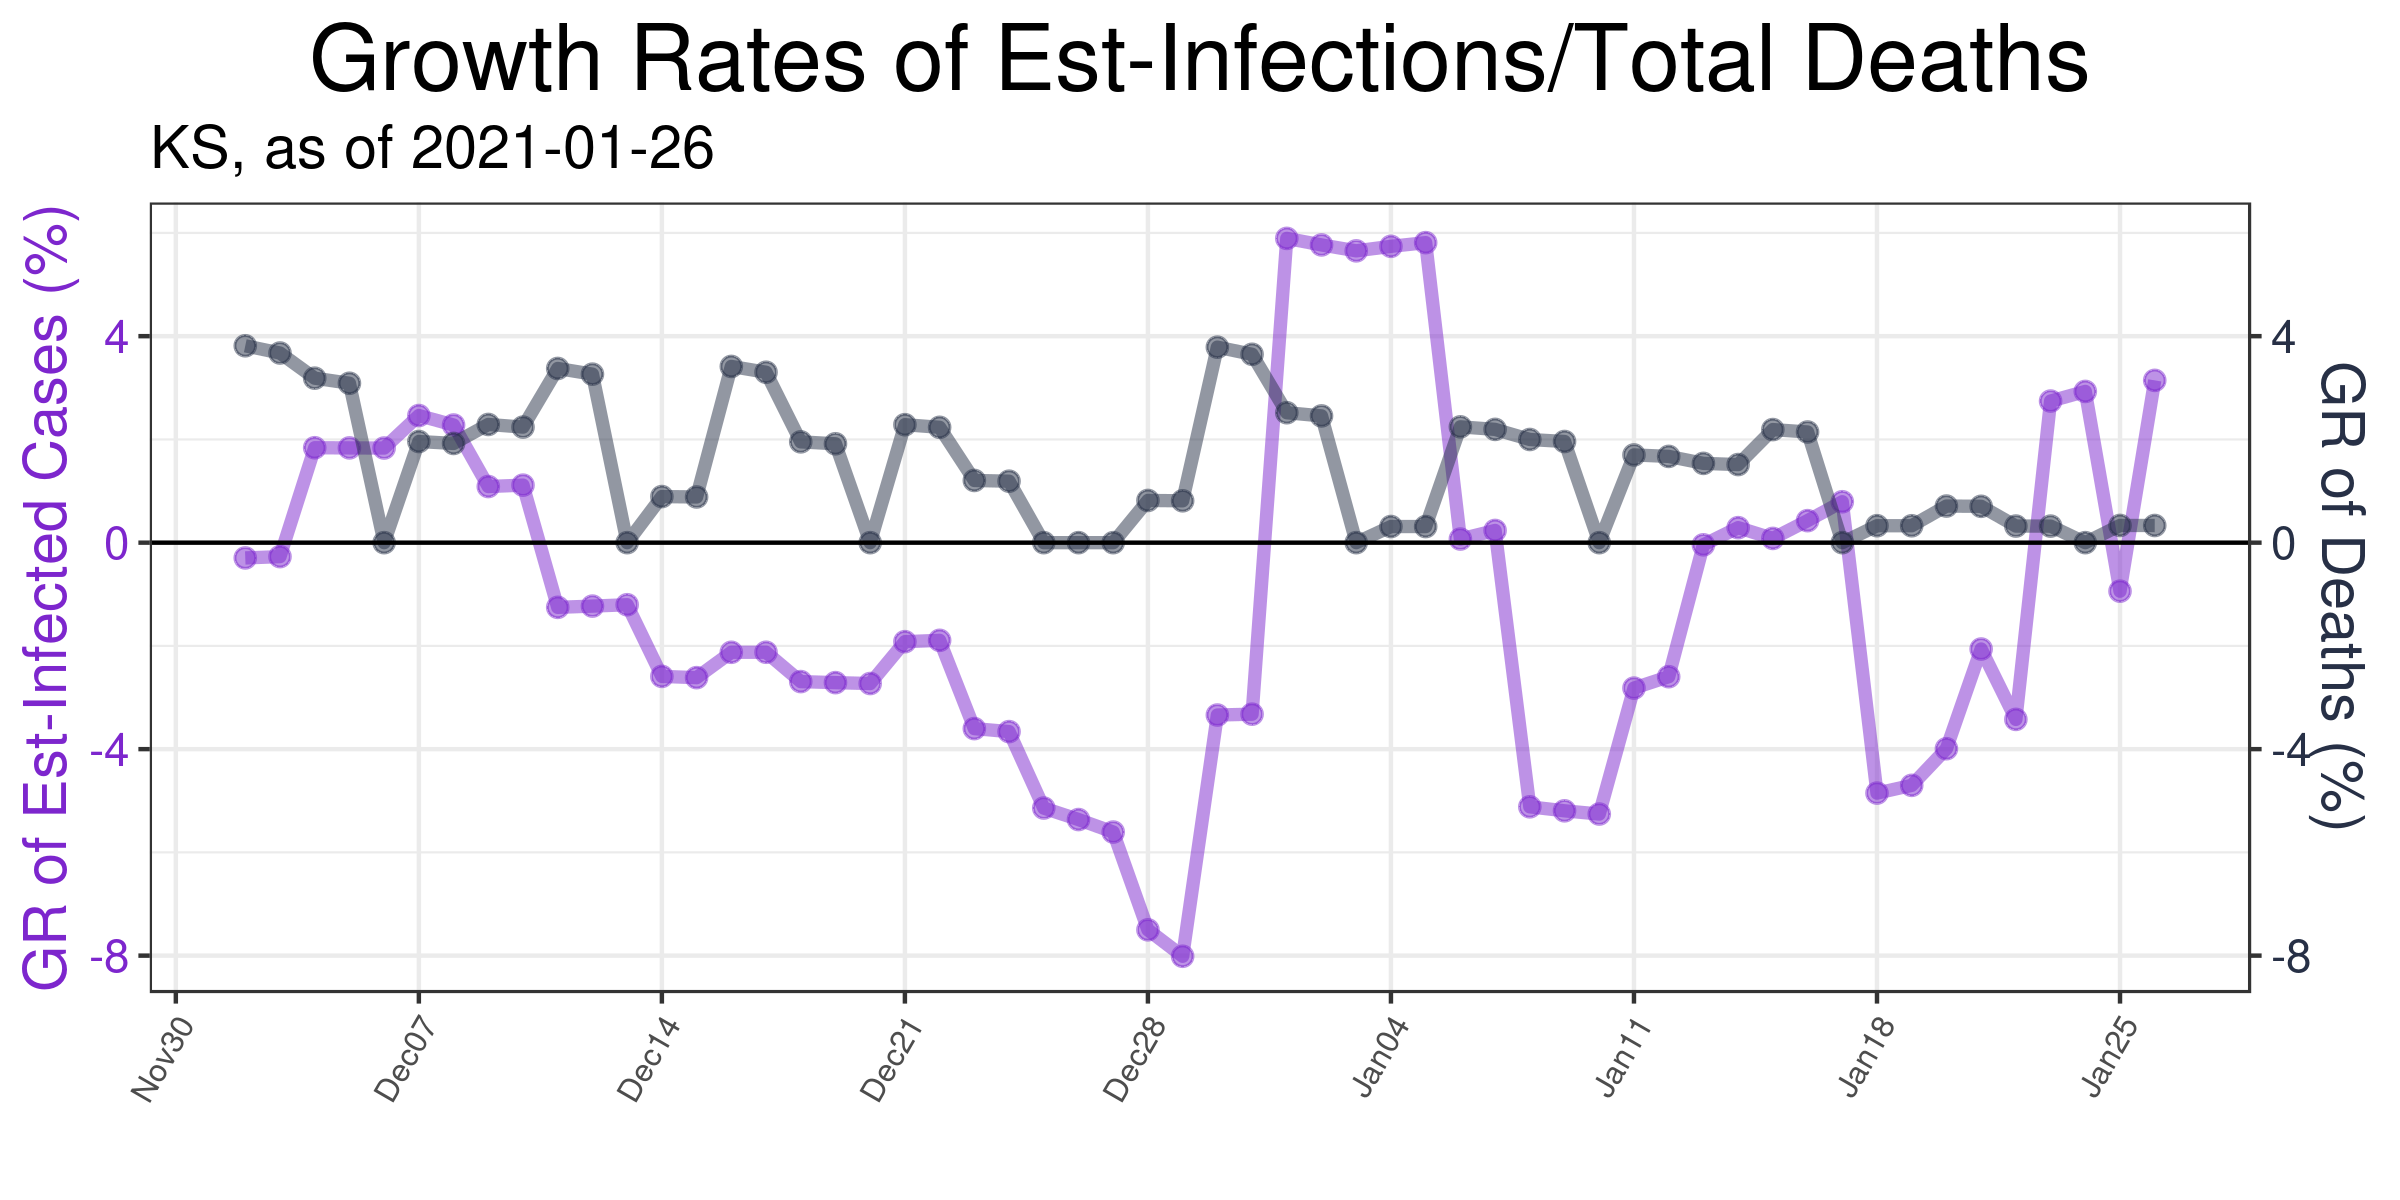 Growth Rates of Est-Infections/Total Deaths
KS, as of 2021-01-26
GR of Est-Infected Cases (%)
4
0
-4
-8
4
0
-4
-8
GR of Deaths (%)
Nov30
Dec07
Dec14
Dec21
Dec28
Jan04
Jan11
Jan18
Jan25